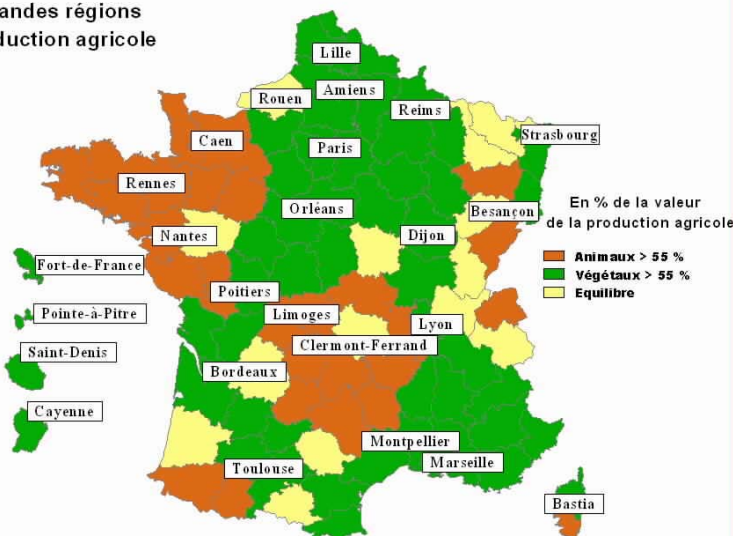 andes régions
duction agricole
Lille
Amiens
Rouen
Reims
Caen
Strasbourg
Paris
Rennes
Orléans
Besançon
Nantes
Dijon
Fort-de-France
Poitiers
Pointe-à-Pitre
Limoges
Lyon
Clermont-Ferrand
Saint-Denis
Bordeaux
Cayenne
Montpellier
Toulouse
Marseille
Bastia
En % de la valeur
de la production agricole
Animaux > 55 %
Végétaux > 55 %
Equilibre